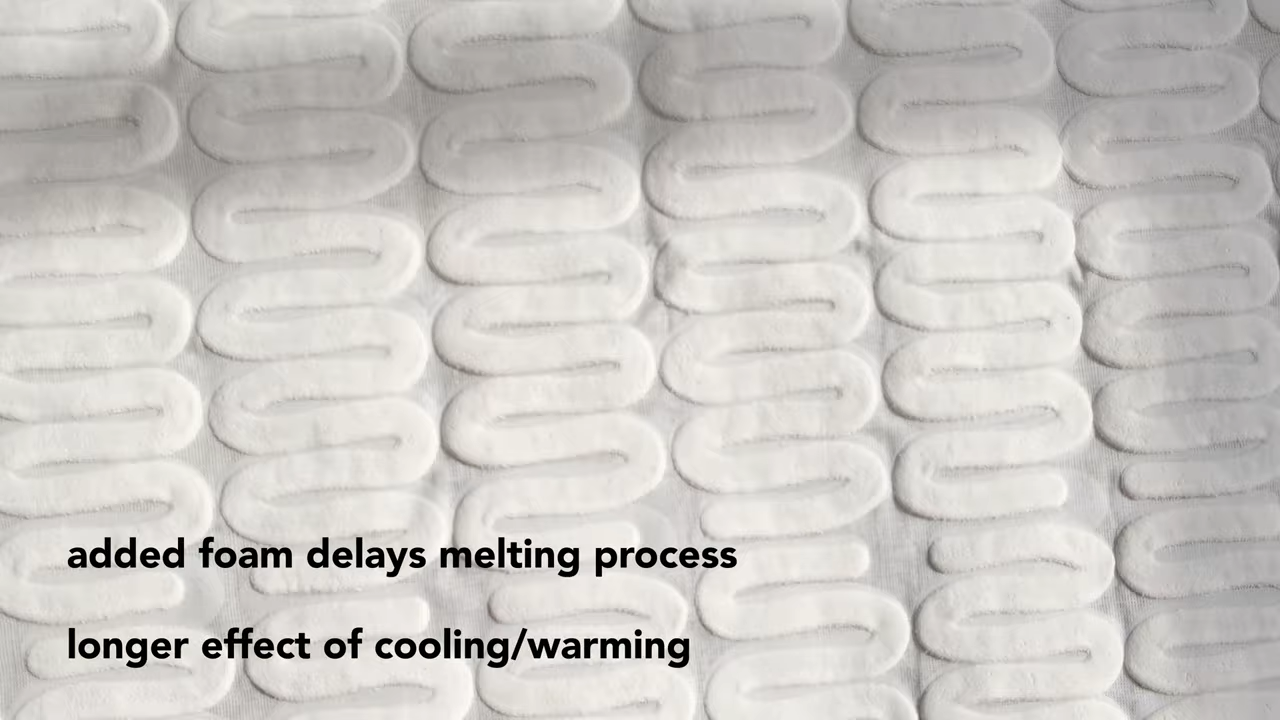 added foam delays melting process
longer effect of cooling/warming